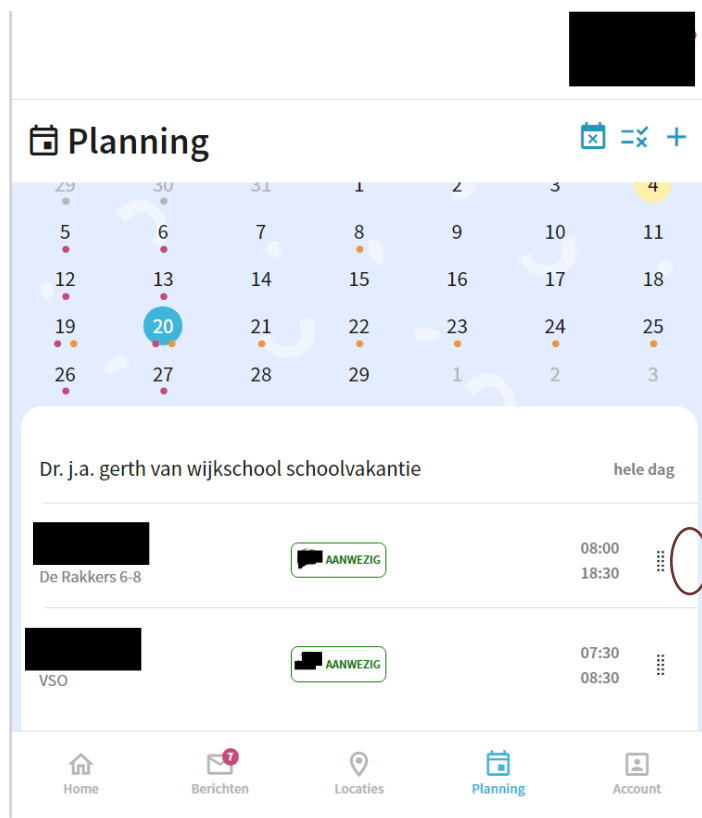 Planning
29 30 31 1 2 3 4
5 6 7 8 9 10 11
12 13 14 15 16 17 18
19 20 21 22 23 24 25
26 27 28 29 1 2 3
Dr. j.a. gerth van wijkschool schoolvakantie hele dag
AANWEZIG 08:00
De Rakkers 6-8 18:30
AANWEZIG 07:30
VSO 08:30
7
Home Berichten Locaties Planning Account